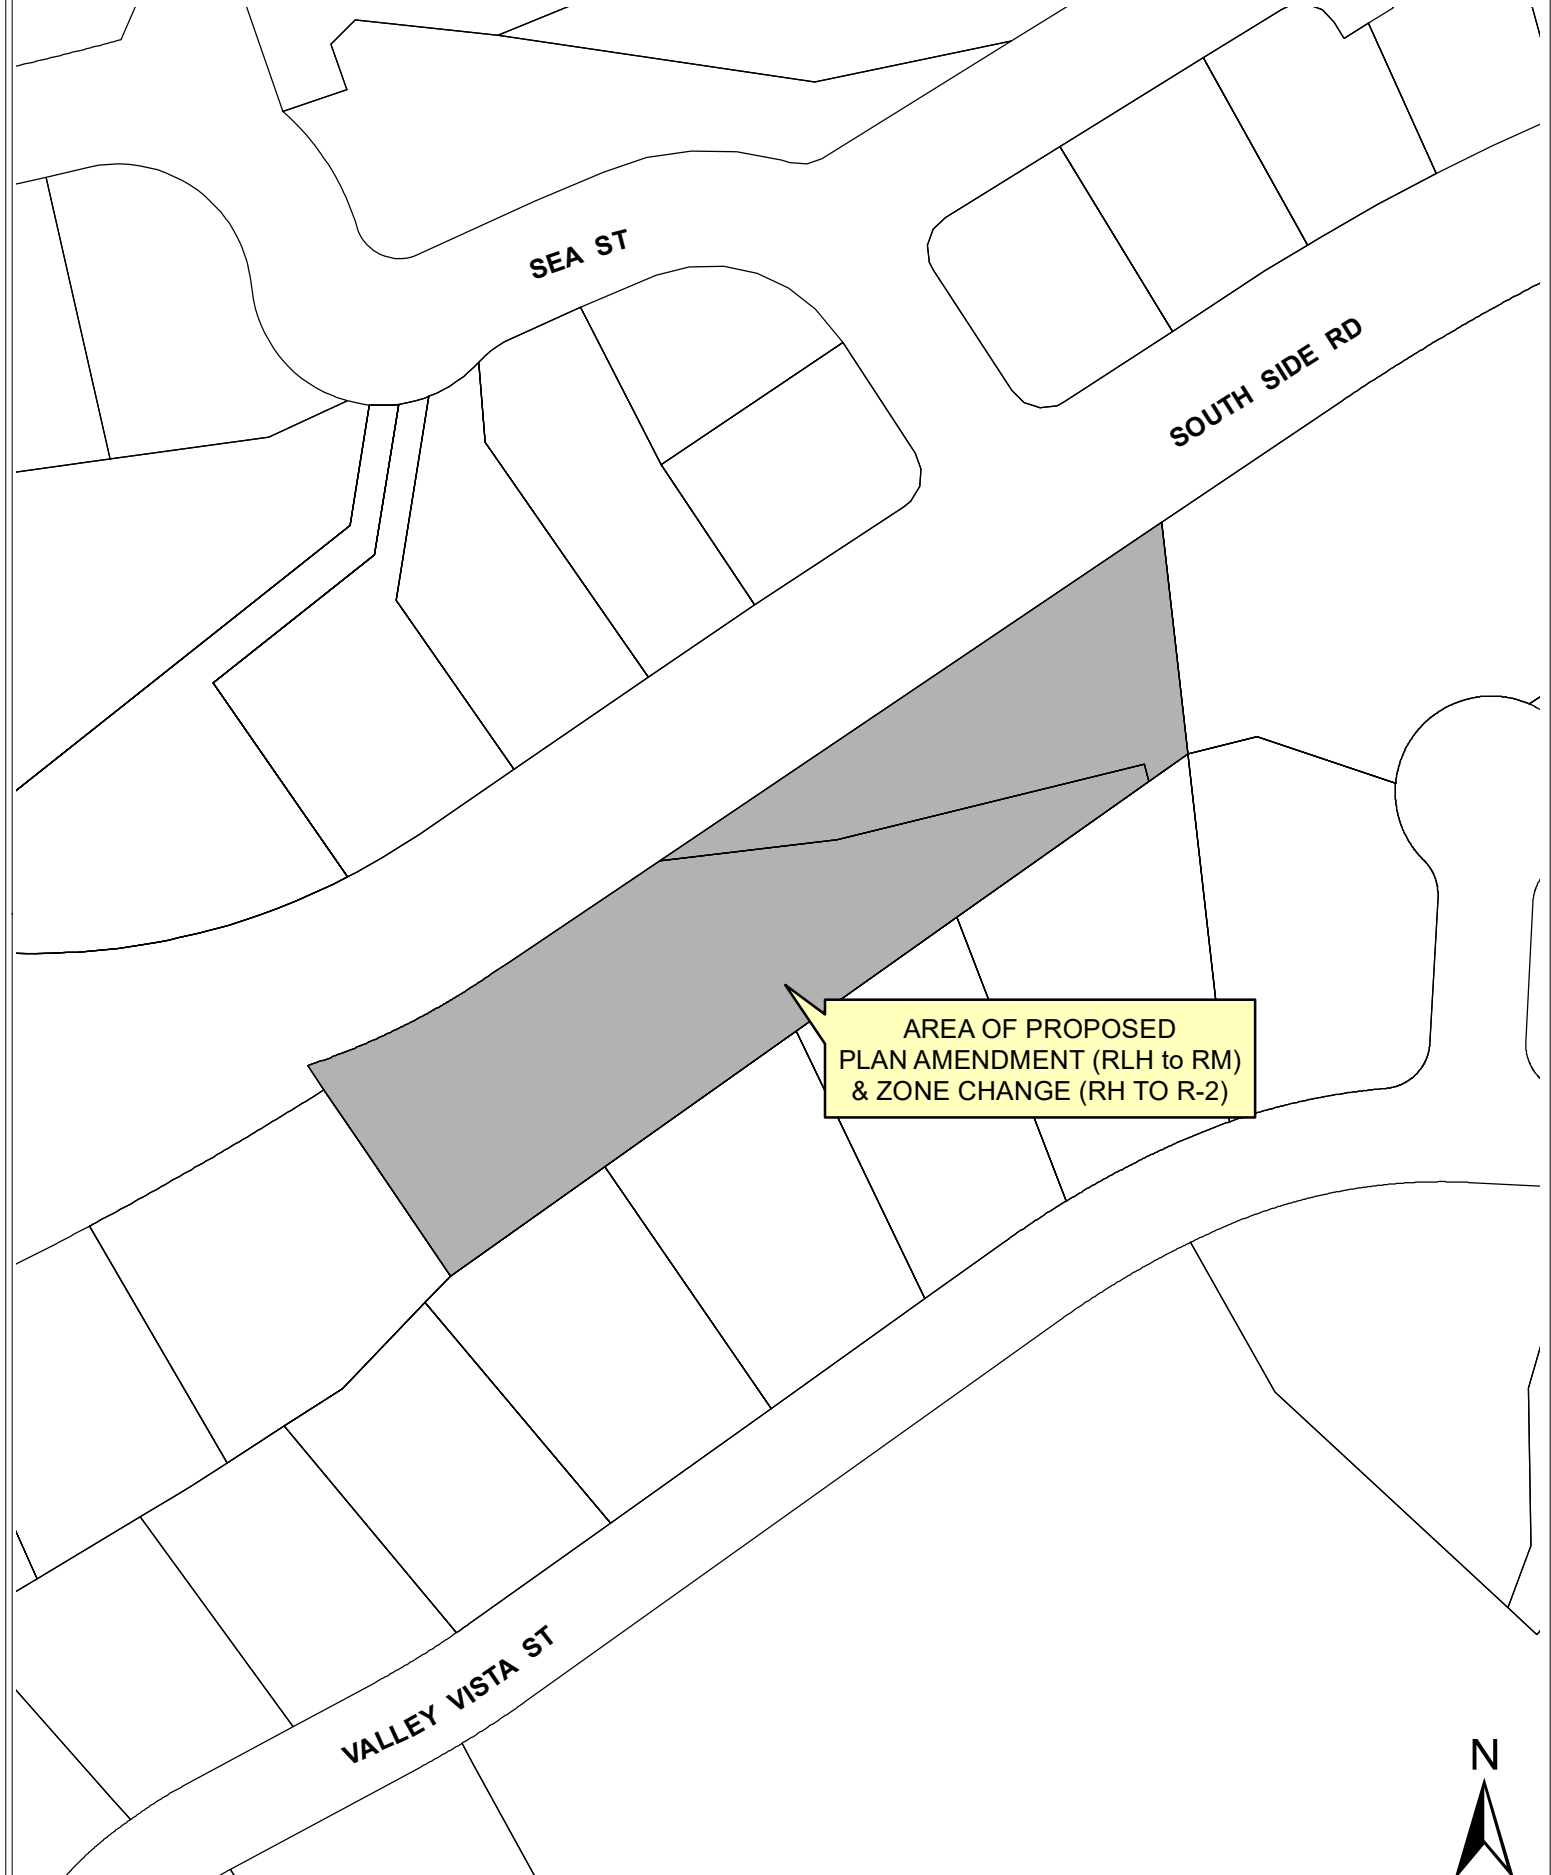 SEA ST
SOUTH SIDE RD
AREA OF PROPOSED
PLAN AMENDMENT (RLH to RM)
& ZONE CHANGE (RH TO R-2)
VALLEY VISTA ST
N